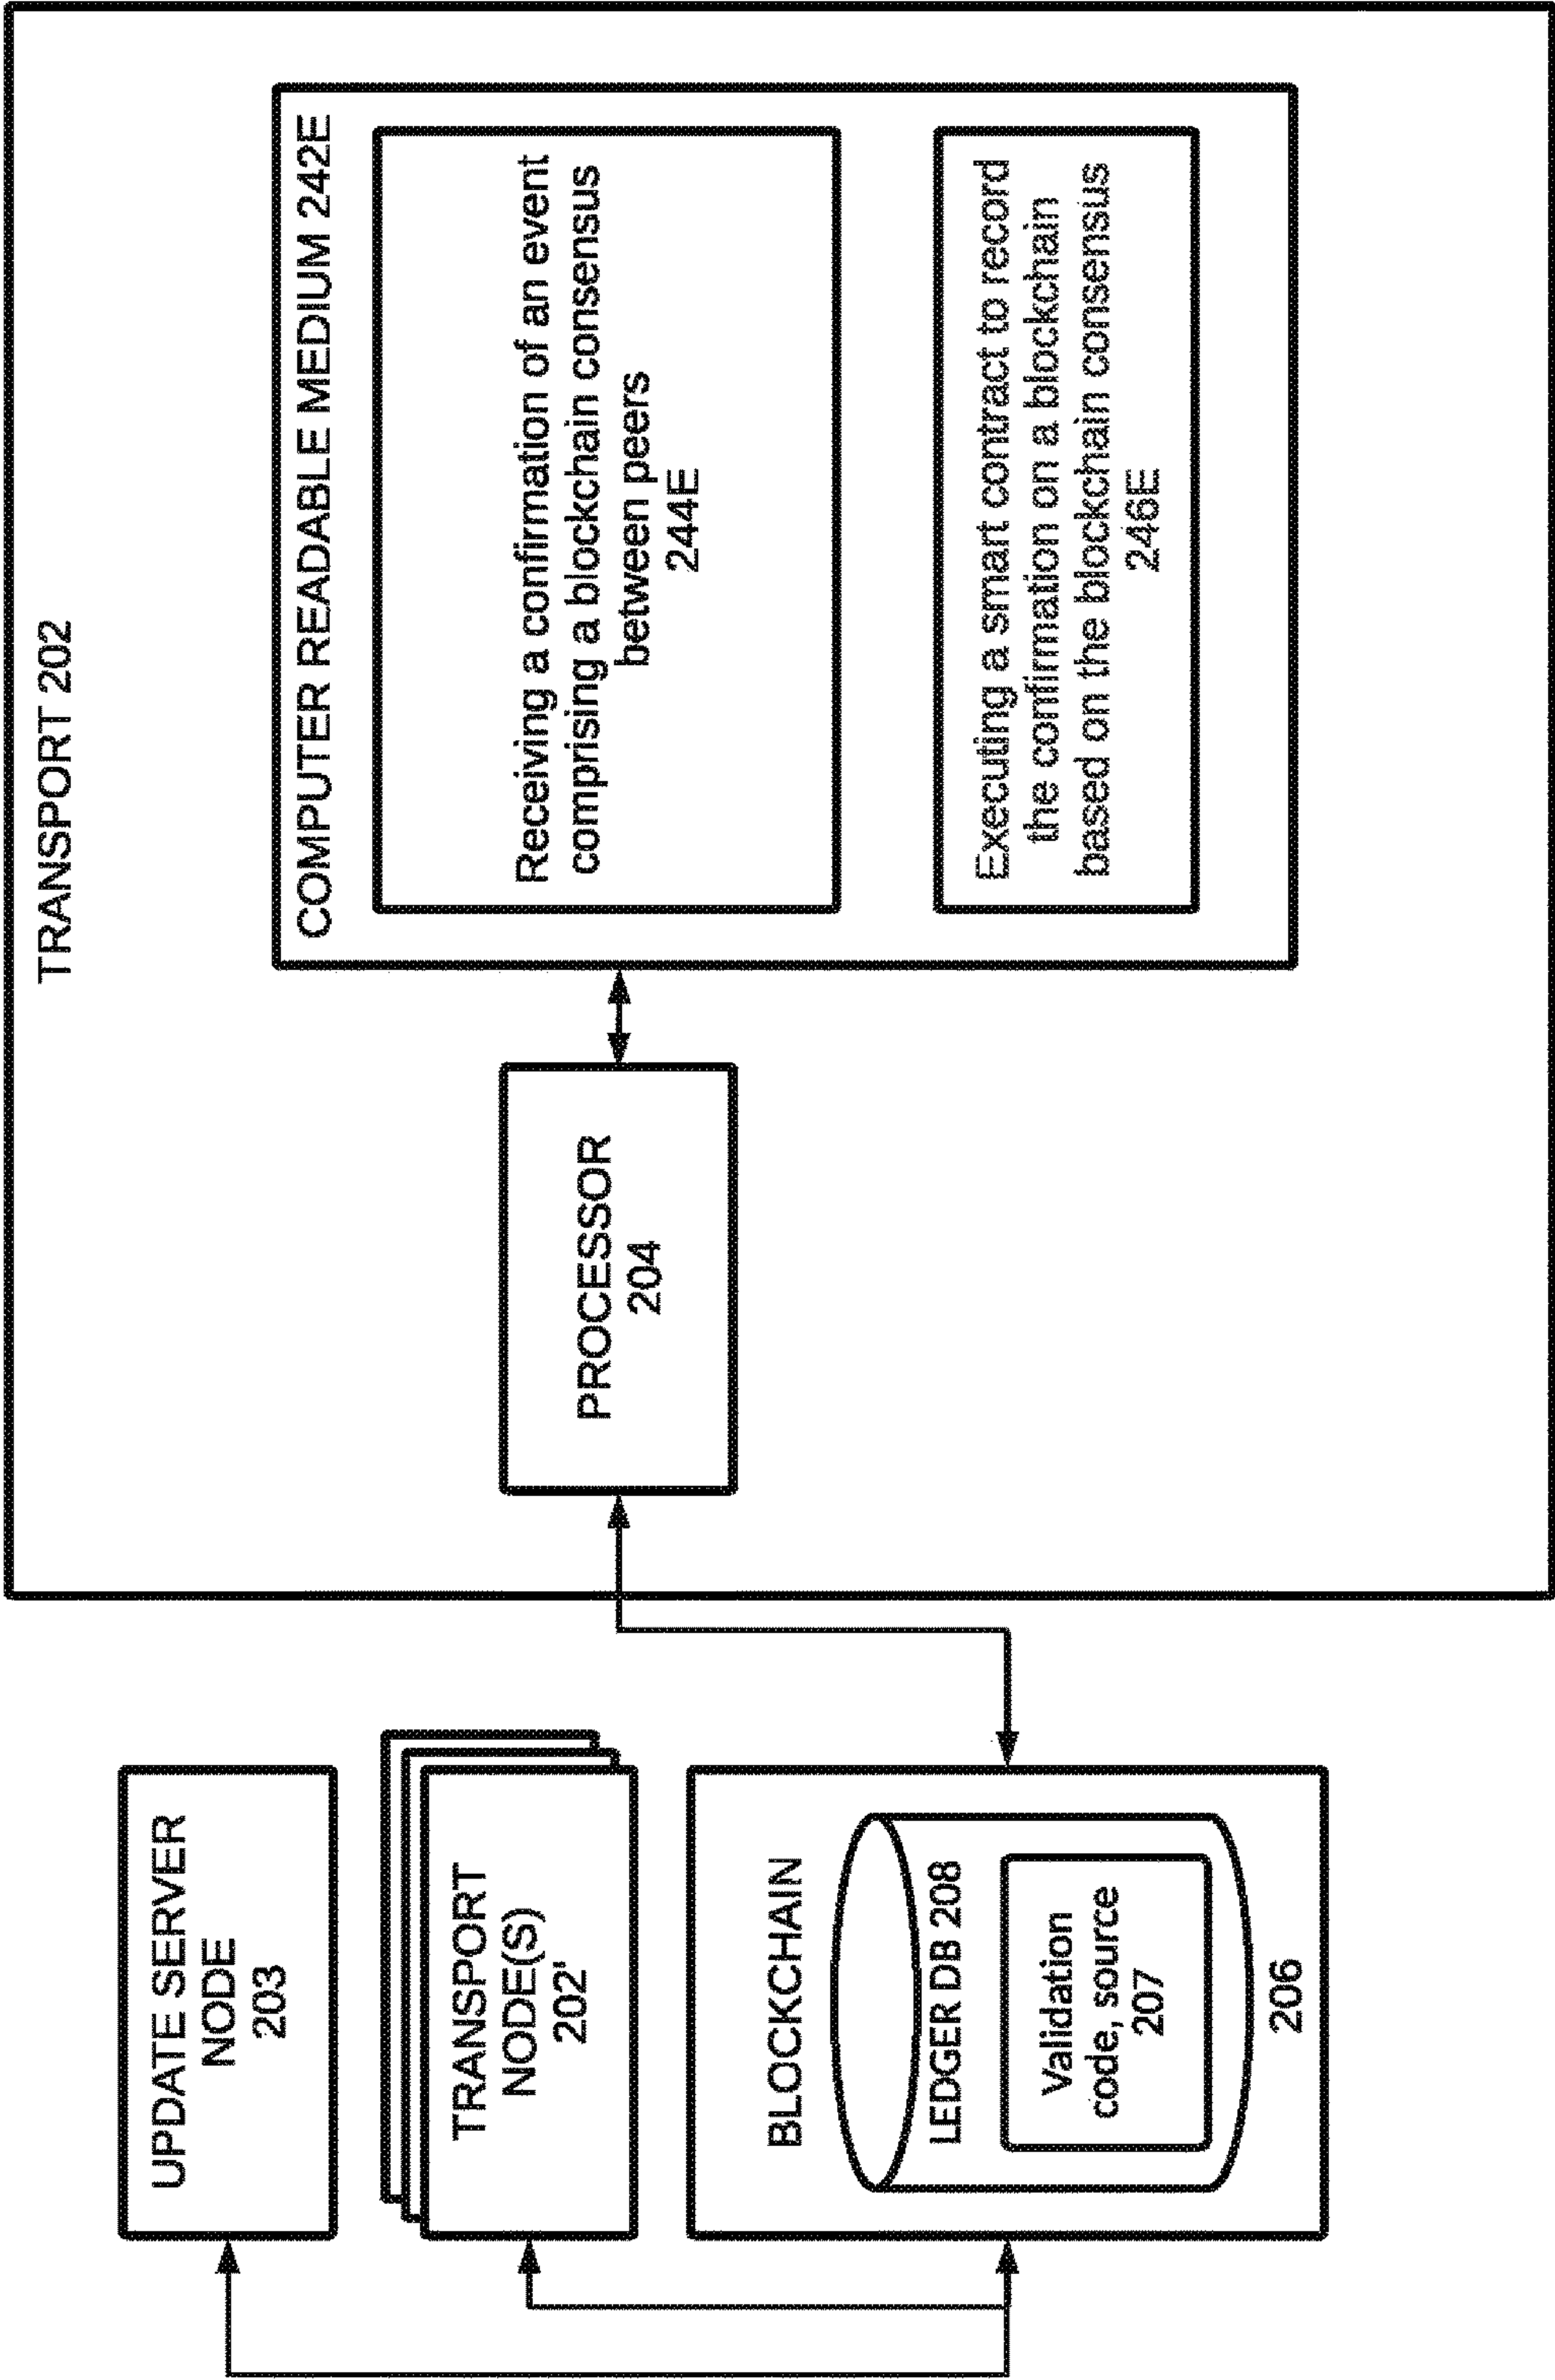 TRANSPORT 202
COMPUTER READABLE MEDIUM 242E
Receiving a confirmation of an event
comprising a blockchain consensus
between peers
244E
Executing a smart contract to record
the confirmation on a blockchain
based on the blockchain consensus
246E
PROCESSOR
204
UPDATE SERVER
NODE
203
TRANSPORT
NODE(S)
202'
BLOCKCHAIN
LEDGER DB 208
Validation
code, source
207
206